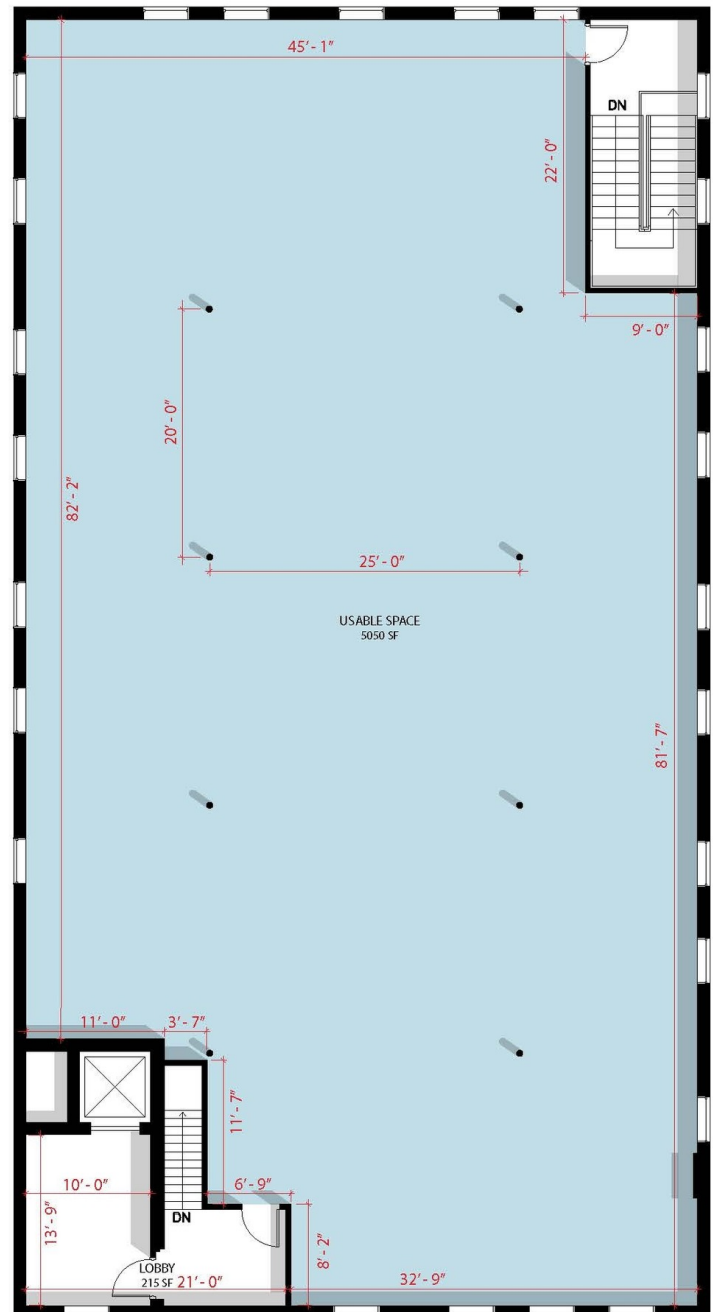 45'- 1"
DN
22'- 0"
9'- 0"
20'- 0"
82'- 2"
25'- 0"
USABLE SPACE
5050 SF
81'- 7"
11'- 0"
3'- 7"
11'- 7"
10'- 0"
6'- 9"
13'- 9"
DN
8'- 2"
LOBBY
215 SF
21'- 0"
32'- 9"